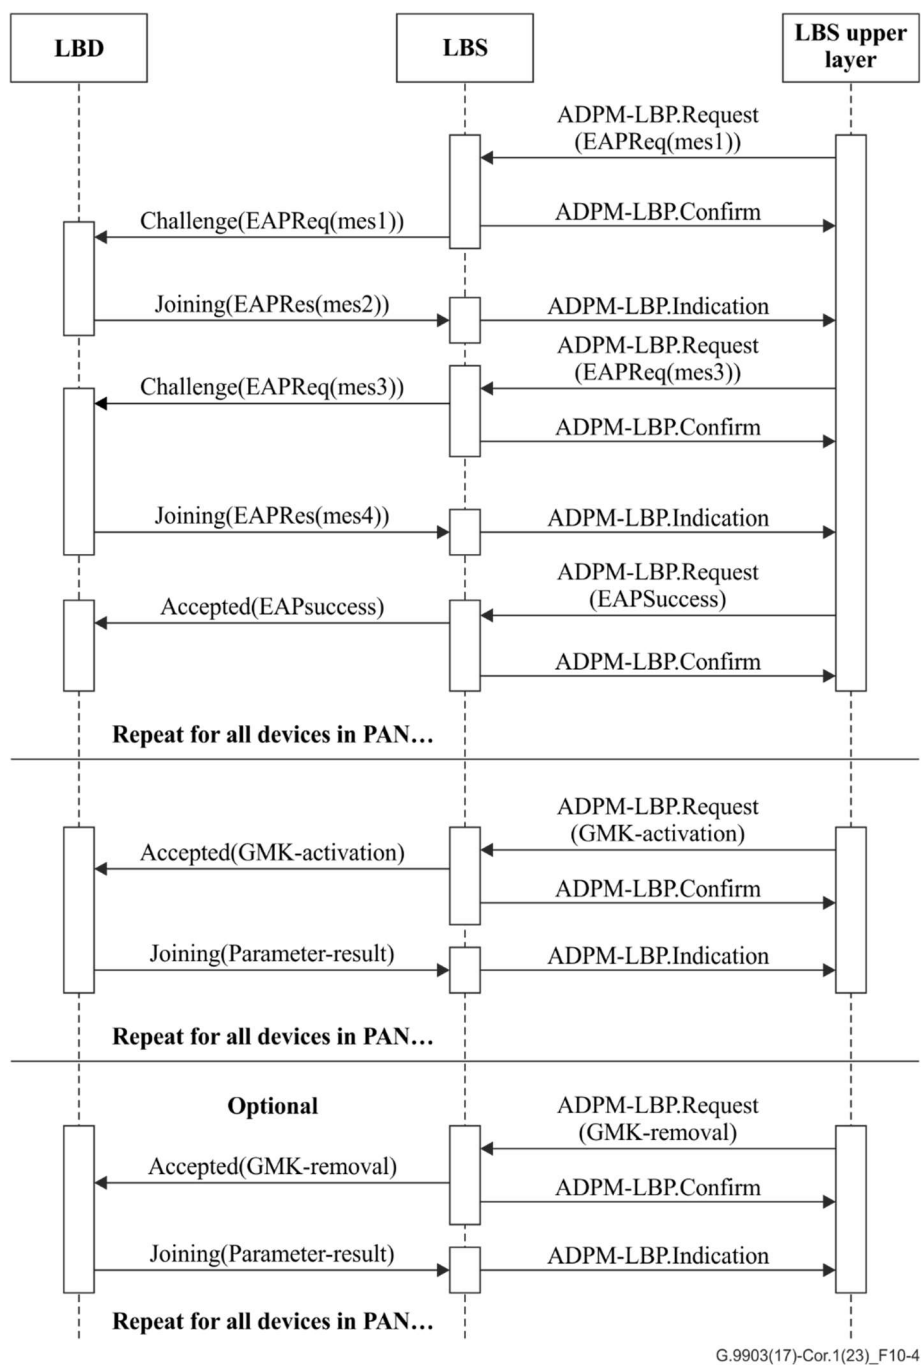 LBD
LBS
LBS upper
layer
ADPM-LBP.Request
(EAPReq(mes1))
ADPM-LBP.Confirm
Challenge(EAPReq(mes1))
Joining(EAPRes(mes2))
ADPM-LBP.Indication
ADPM-LBP.Request
(EAPReq(mes3))
Challenge(EAPReq(mes3))
ADPM-LBP.Confirm
Joining(EAPRes(mes4))
ADPM-LBP.Indication
ADPM-LBP.Request
(EAPSuccess)
Accepted(EAPsuccess)
ADPM-LBP.Confirm
Repeat for all devices in PAN…
ADPM-LBP.Request
(GMK-activation)
Accepted(GMK-activation)
ADPM-LBP.Confirm
Joining(Parameter-result)
ADPM-LBP.Indication
Repeat for all devices in PAN…
Optional
ADPM-LBP.Request
(GMK-removal)
Accepted(GMK-removal)
ADPM-LBP.Confirm
Joining(Parameter-result)
ADPM-LBP.Indication
Repeat for all devices in PAN…
G.9903(17)-Cor.1(23)_F10-4